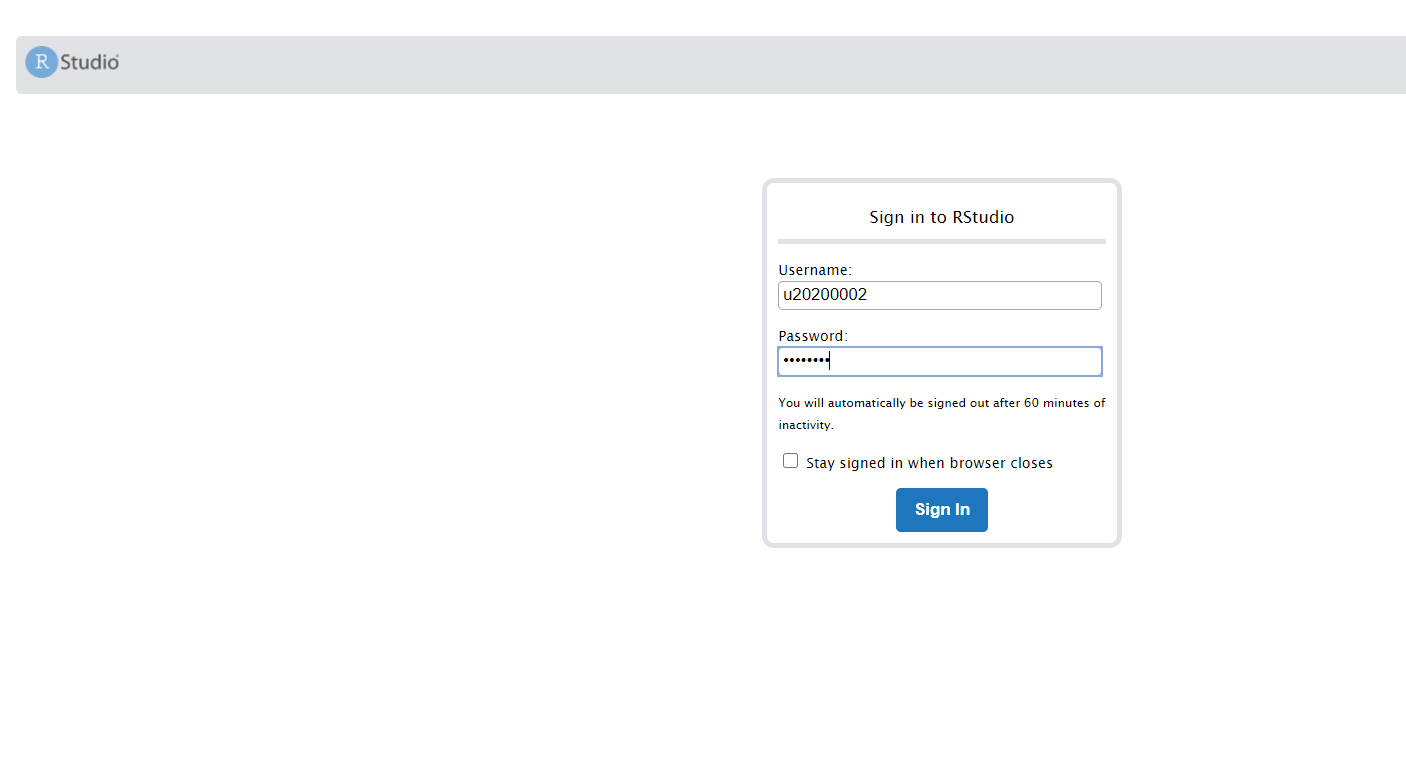 R Studio
Sign in to RStudio
Username:
u20200002
Password:
••••••••
You will automatically be signed out after 60 minutes of
inactivity.
Stay signed in when browser closes
Sign In